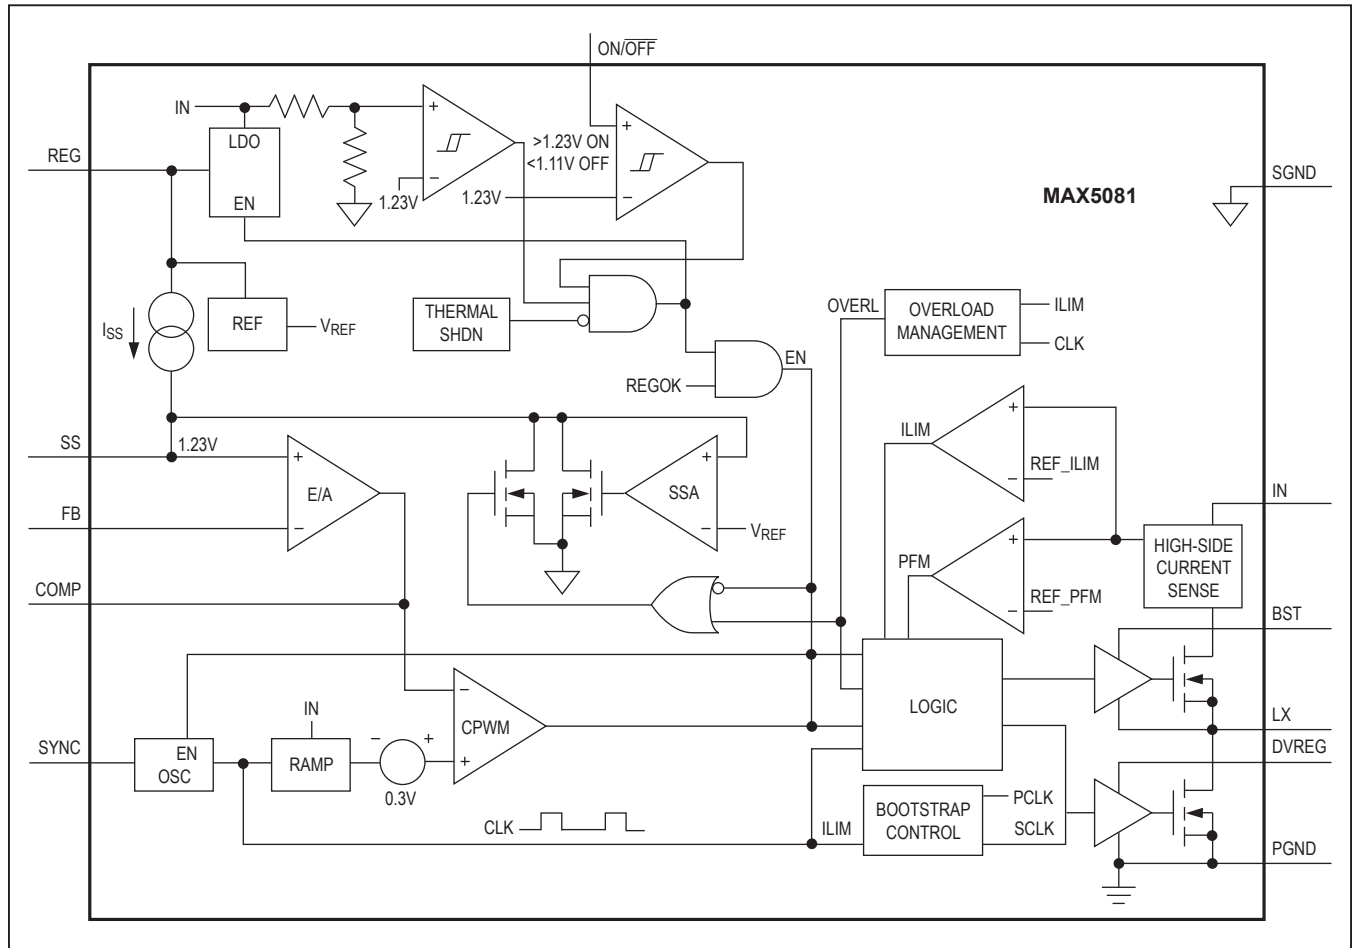 ON/OFF
IN
LDO
EN
REG
+
−
1.23V
>1.23V ON
<1.11V OFF
1.23V
+
−
SGND
MAX5081
ISS
REF
VREF
THERMAL
SHDN
OVERL
OVERLOAD
MANAGEMENT
ILIM
CLK
REGOK
EN
SS
1.23V
+
E/A
−
FB
+
SSA
−
VREF
ILIM
+
REF_ILIM
−
IN
PFM
+
REF_PFM
−
HIGH-SIDE
CURRENT
SENSE
COMP
BST
LOGIC
−
CPWM
+
IN
LX
SYNC
EN
OSC
RAMP
−
+
0.3V
DVREG
CLK
ILIM
BOOTSTRAP
CONTROL
PCLK
SCLK
PGND